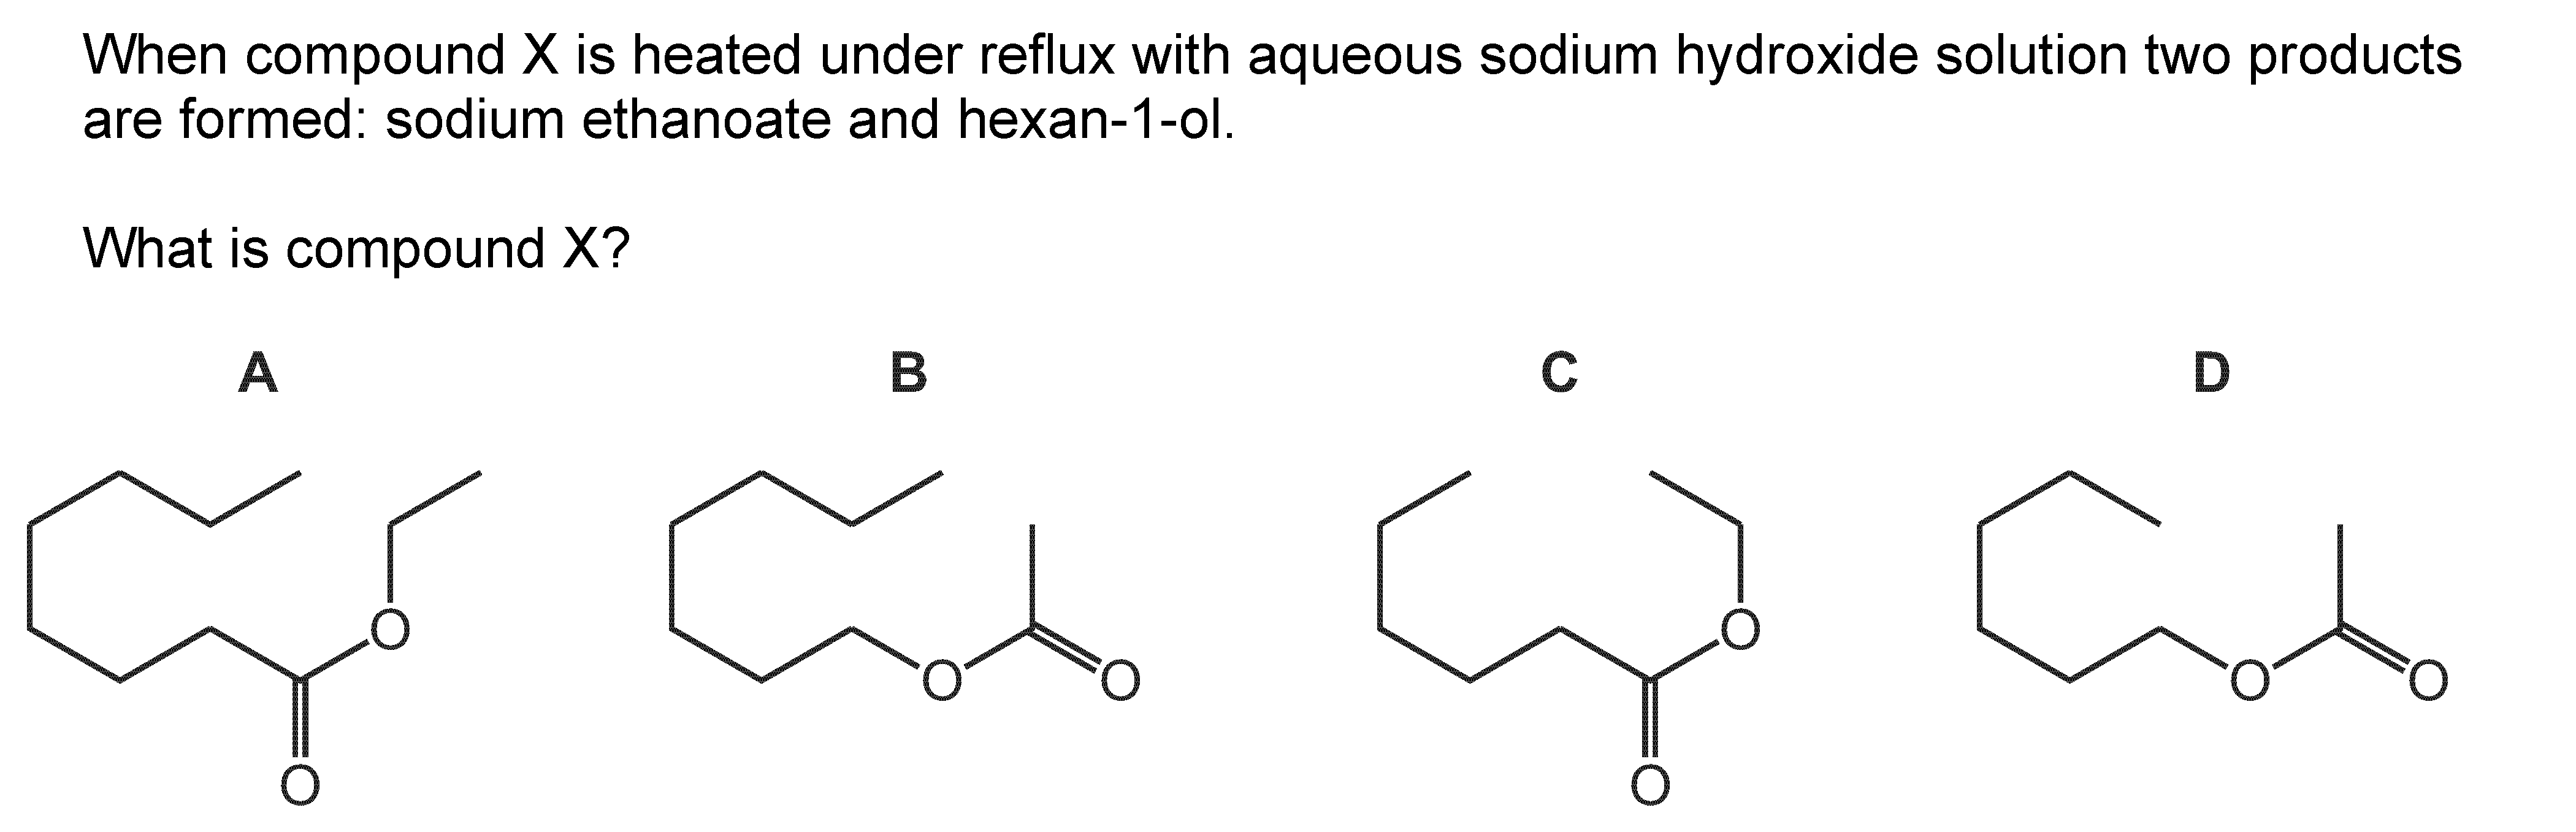 When compound X is heated under reflux with aqueous sodium hydroxide solution two products
are formed: sodium ethanoate and hexan-1-ol.
What is compound X?
A B C D
O O O O
O O O O